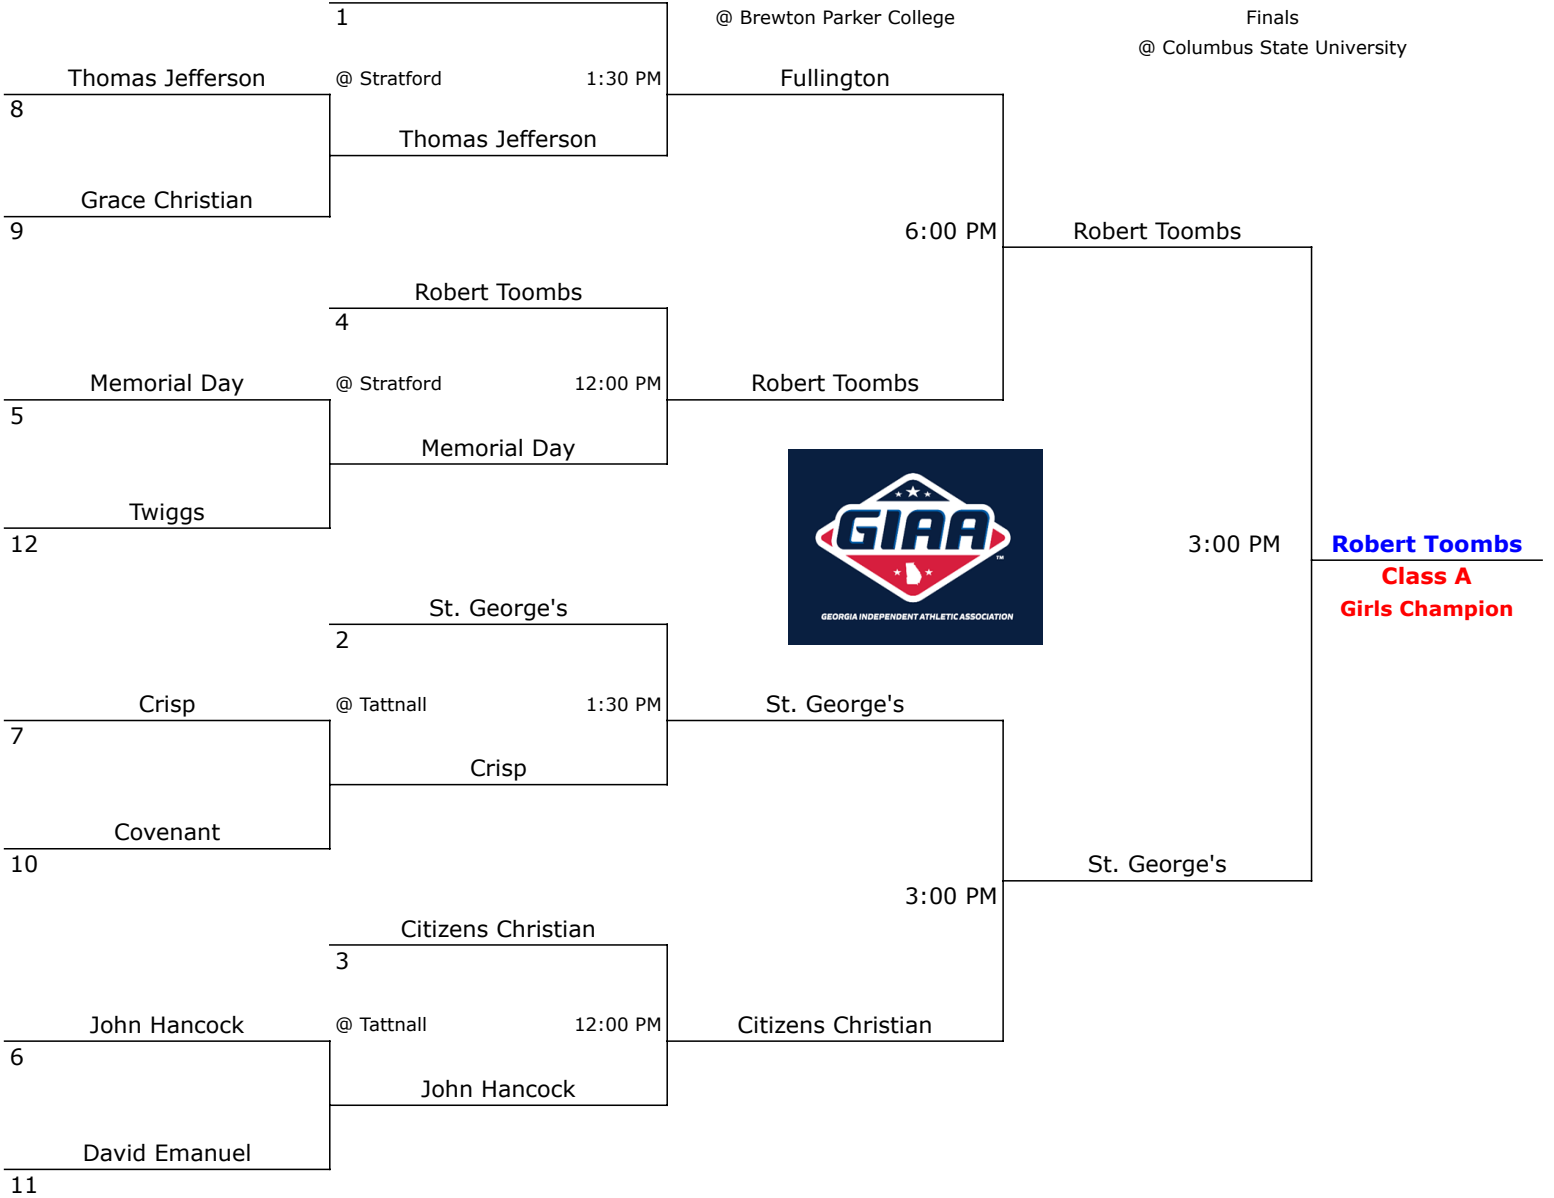 1
@ Brewton Parker College
Finals
@ Columbus State University
Thomas Jefferson
@ Stratford
1:30 PM
Fullington
8
Thomas Jefferson
Grace Christian
9
6:00 PM
Robert Toombs
Robert Toombs
4
Memorial Day
@ Stratford
12:00 PM
Robert Toombs
5
Memorial Day
Twiggs
12
GIAA
TM
GEORGIA INDEPENDENT ATHLETIC ASSOCIATION
3:00 PM
Robert Toombs
Class A
Girls Champion
St. George's
2
Crisp
@ Tattnall
1:30 PM
St. George's
7
Crisp
Covenant
10
St. George's
3:00 PM
Citizens Christian
3
John Hancock
@ Tattnall
12:00 PM
Citizens Christian
6
John Hancock
David Emanuel
11